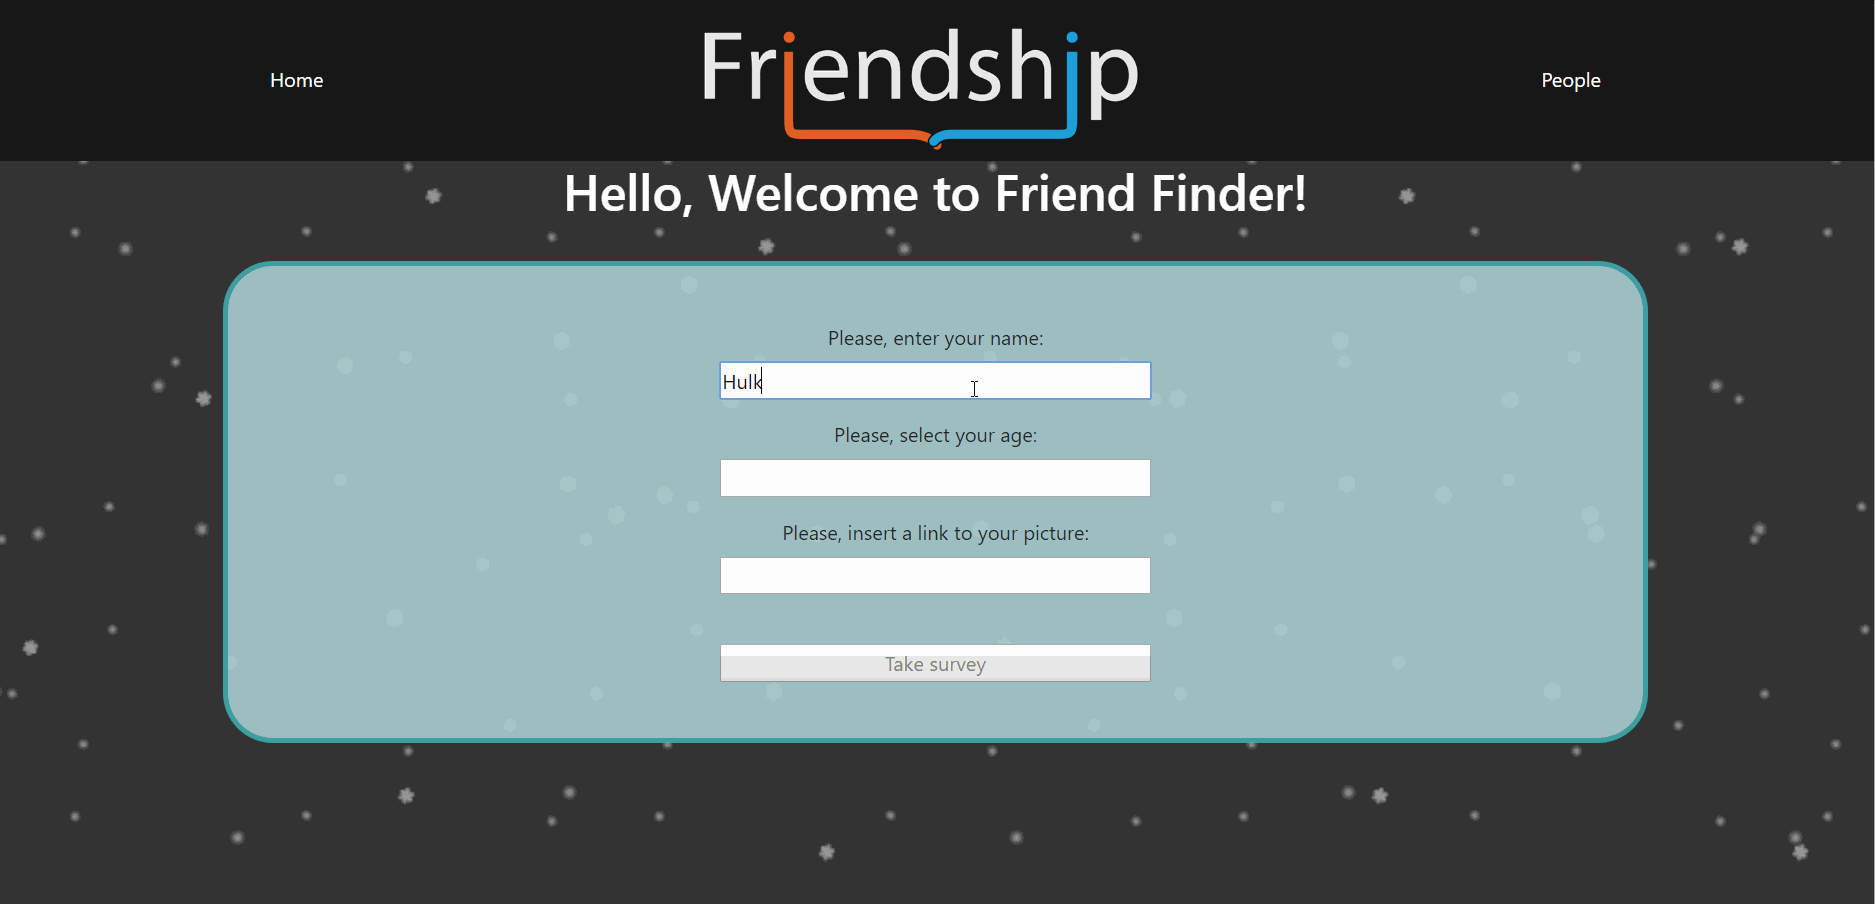 Home
Friendship
People
Hello, Welcome to Friend Finder!
Please, enter your name:
Hulk
Please, select your age:
Please, insert a link to your picture:
Take survey